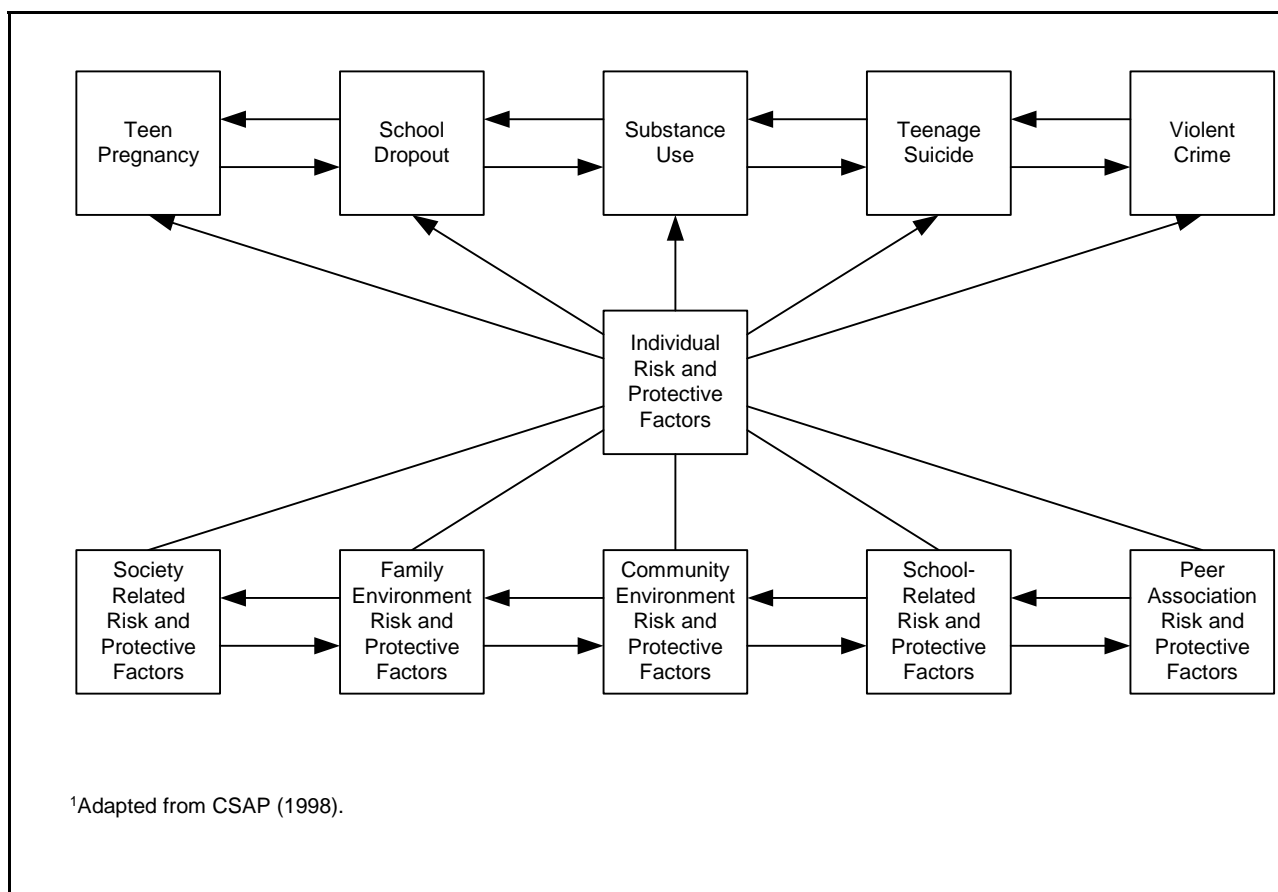 Teen
Pregnancy
School
Dropout
Substance
Use
Teenage
Suicide
Violent
Crime
Individual
Risk and
Protective
Factors
Society
Related
Risk and
Protective
Factors
Family
Environment
Risk and
Protective
Factors
Community
Environment
Risk and
Protective
Factors
School-
Related
Risk and
Protective
Factors
Peer
Association
Risk and
Protective
Factors
¹Adapted from CSAP (1998).